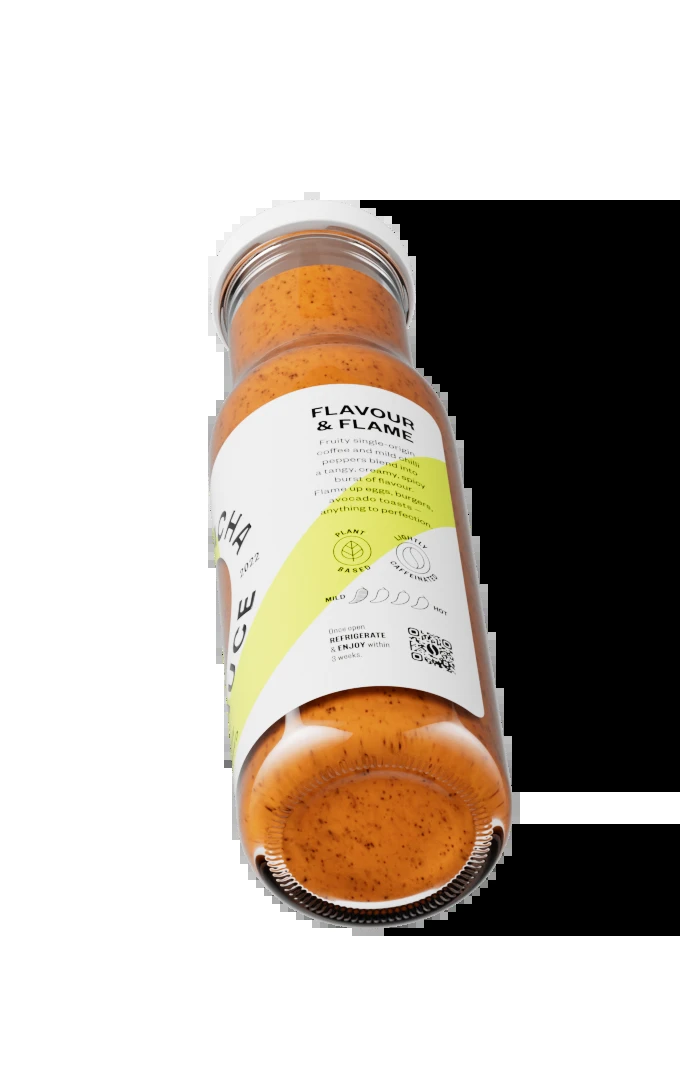 FLAVOUR
& FLAME
Fruity single-origin
coffee and mild chilli
peppers blend into
a tangy, creamy, spicy
burst of flavour.
Flame up eggs, burgers,
avocado toasts –
anything to perfection.
CHA
2022
UCE
PLANT
BASED
LIGHTLY
CAFFEINATED
MILD
HOT
Once open
REFRIGERATE
& ENJOY within
3 weeks.